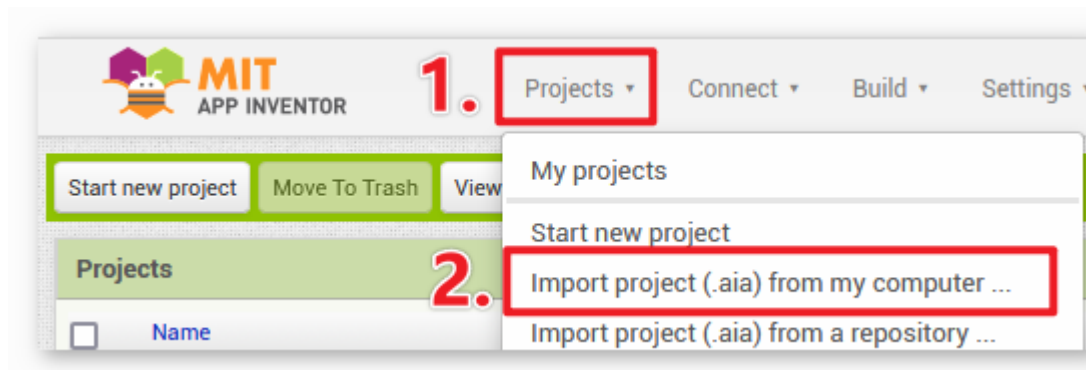 MIT
APP INVENTOR
1.
Projects ▾
Connect ▾
Build ▾
Settings
Start new project
Move To Trash
View
My projects
Start new project
Import project (.aia) from my computer ...
Import project (.aia) from a repository ...
Projects
2.
Name